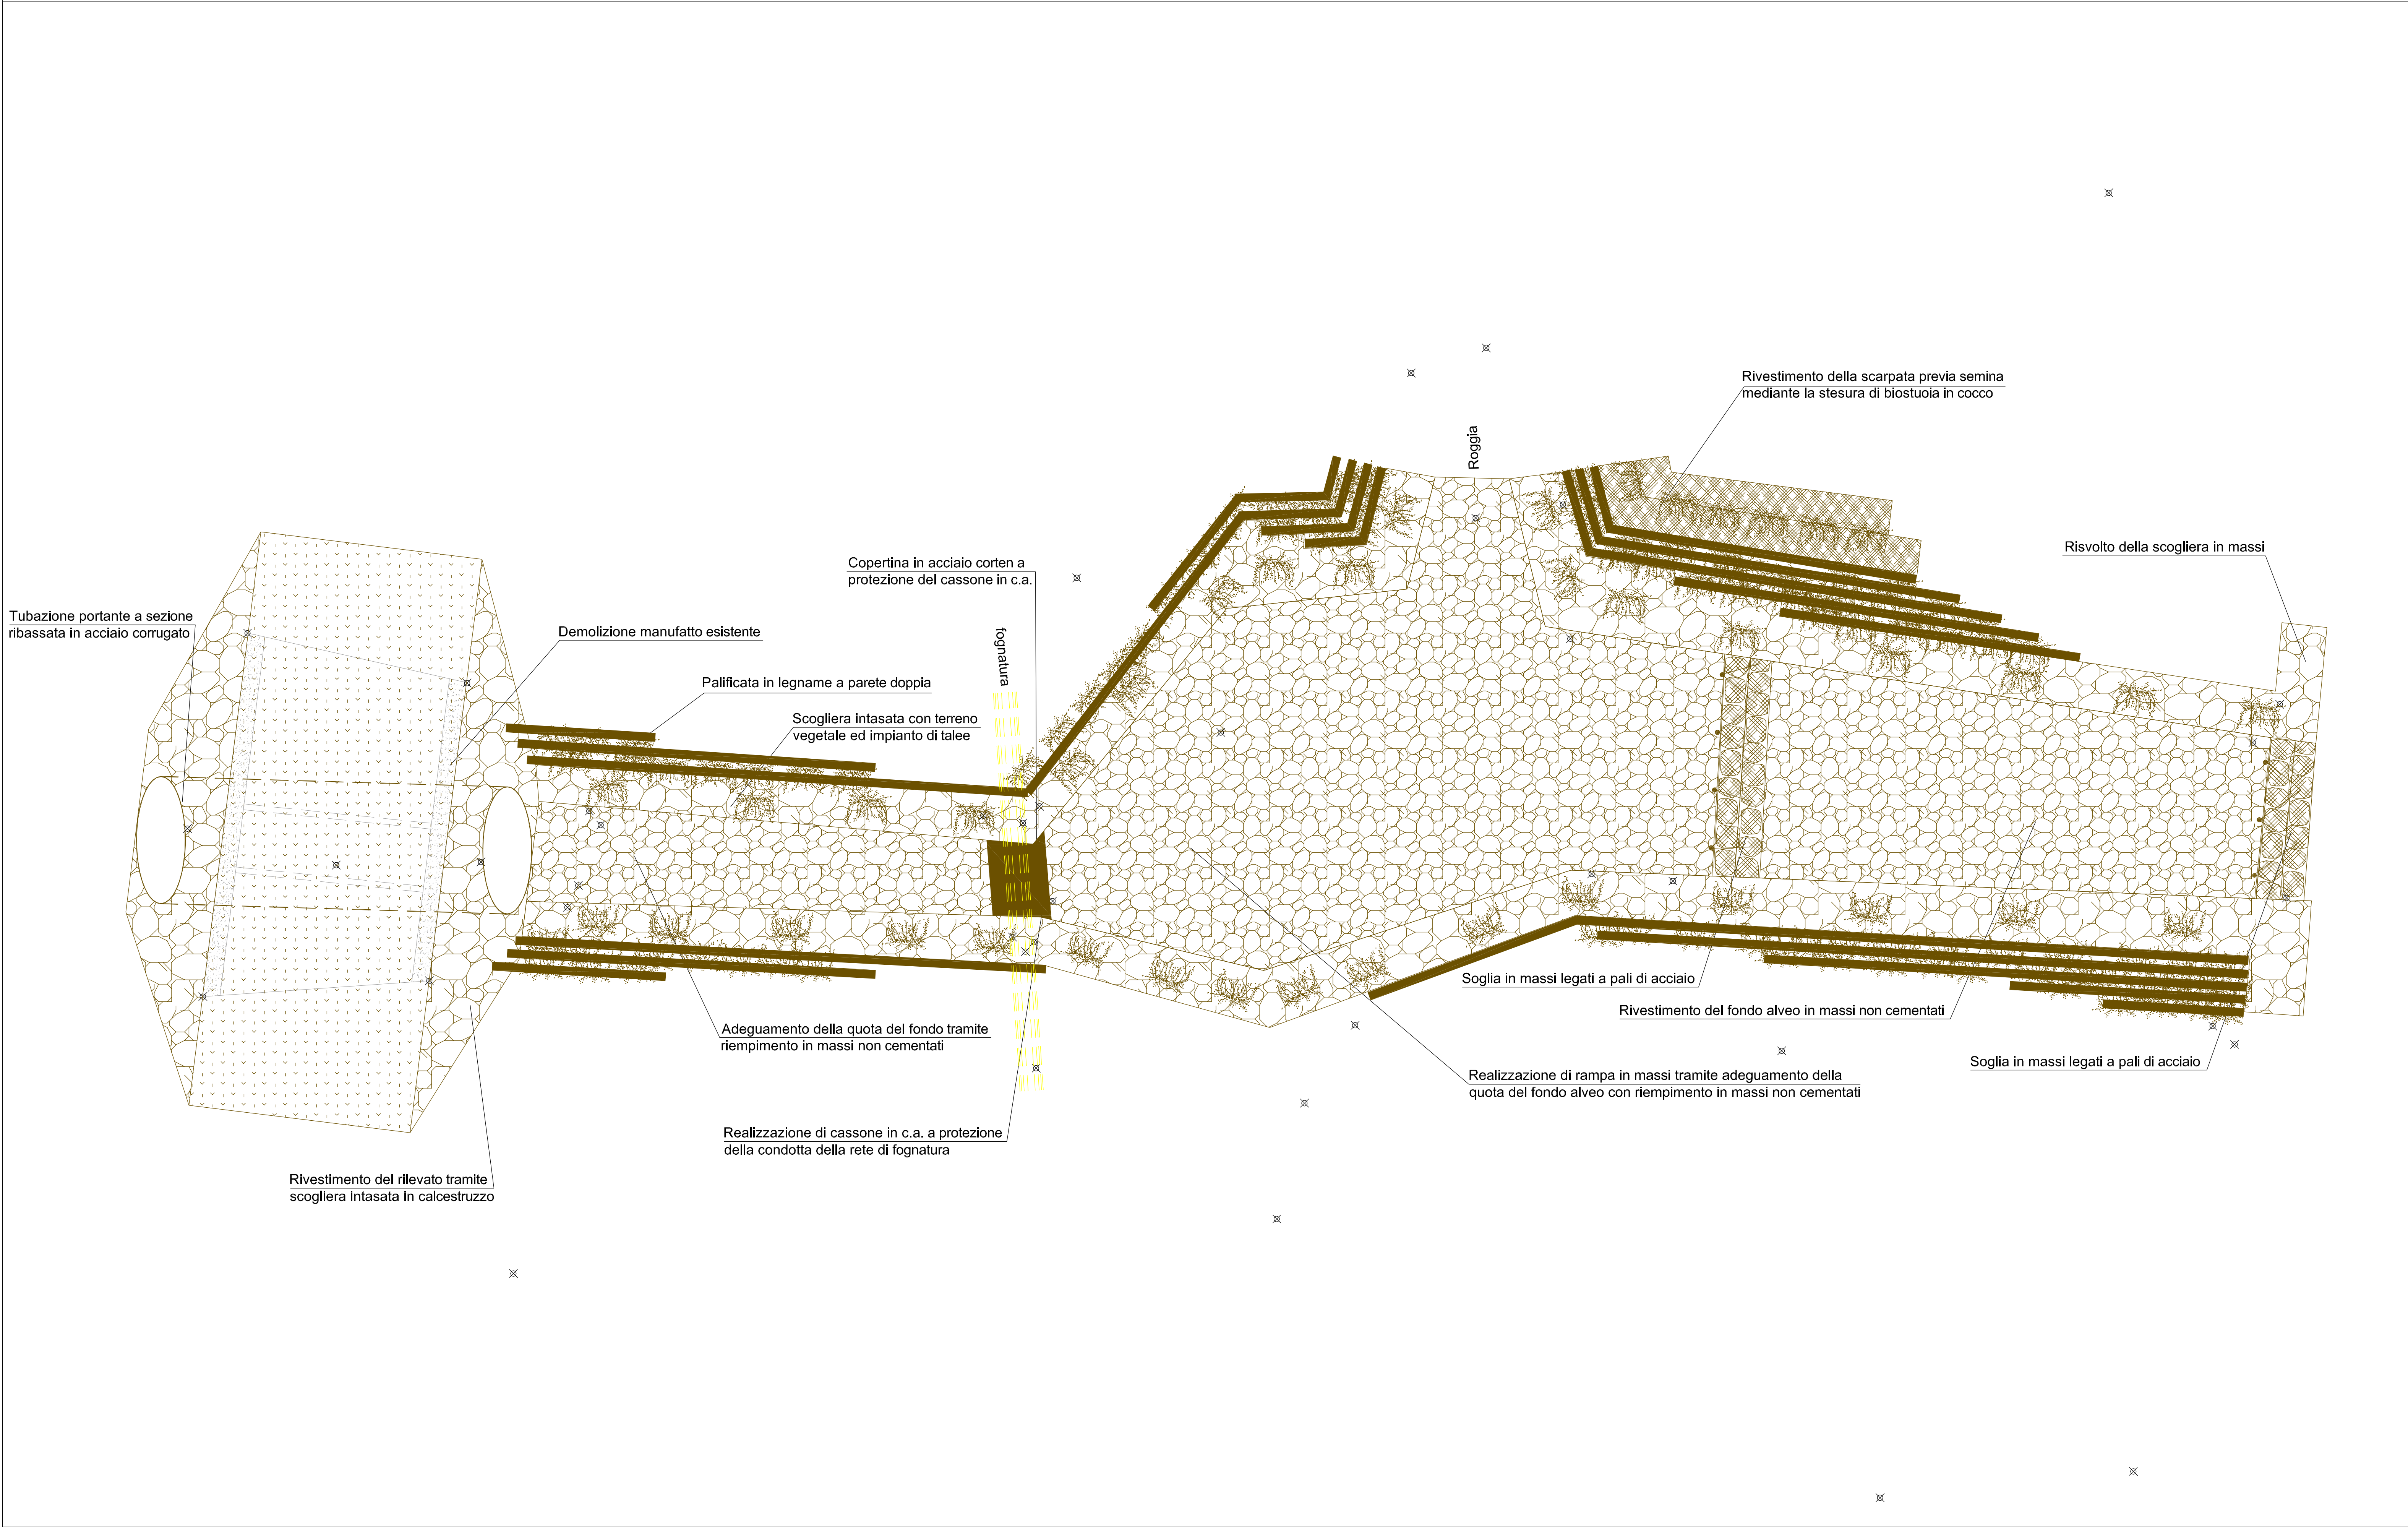 Rivestimento della scarpata previa semina
mediante la stesura di biostuoia in cocco
Roggia
Risvolto della scogliera in massi
Copertina in acciaio corten a
protezione del cassone in c.a.
Tubazione portante a sezione
ribassata in acciaio corrugato
Demolizione manufatto esistente
fognatura
Palificata in legname a parete doppia
Scogliera intasata con terreno
vegetale ed impianto di talee
Soglia in massi legati a pali di acciaio
Rivestimento del fondo alveo in massi non cementati
Adeguamento della quota del fondo tramite
riempimento in massi non cementati
Soglia in massi legati a pali di acciaio
Realizzazione di rampa in massi tramite adeguamento della
quota del fondo alveo con riempimento in massi non cementati
Realizzazione di cassone in c.a. a protezione
della condotta della rete di fognatura
Rivestimento del rilevato tramite
scogliera intasata in calcestruzzo